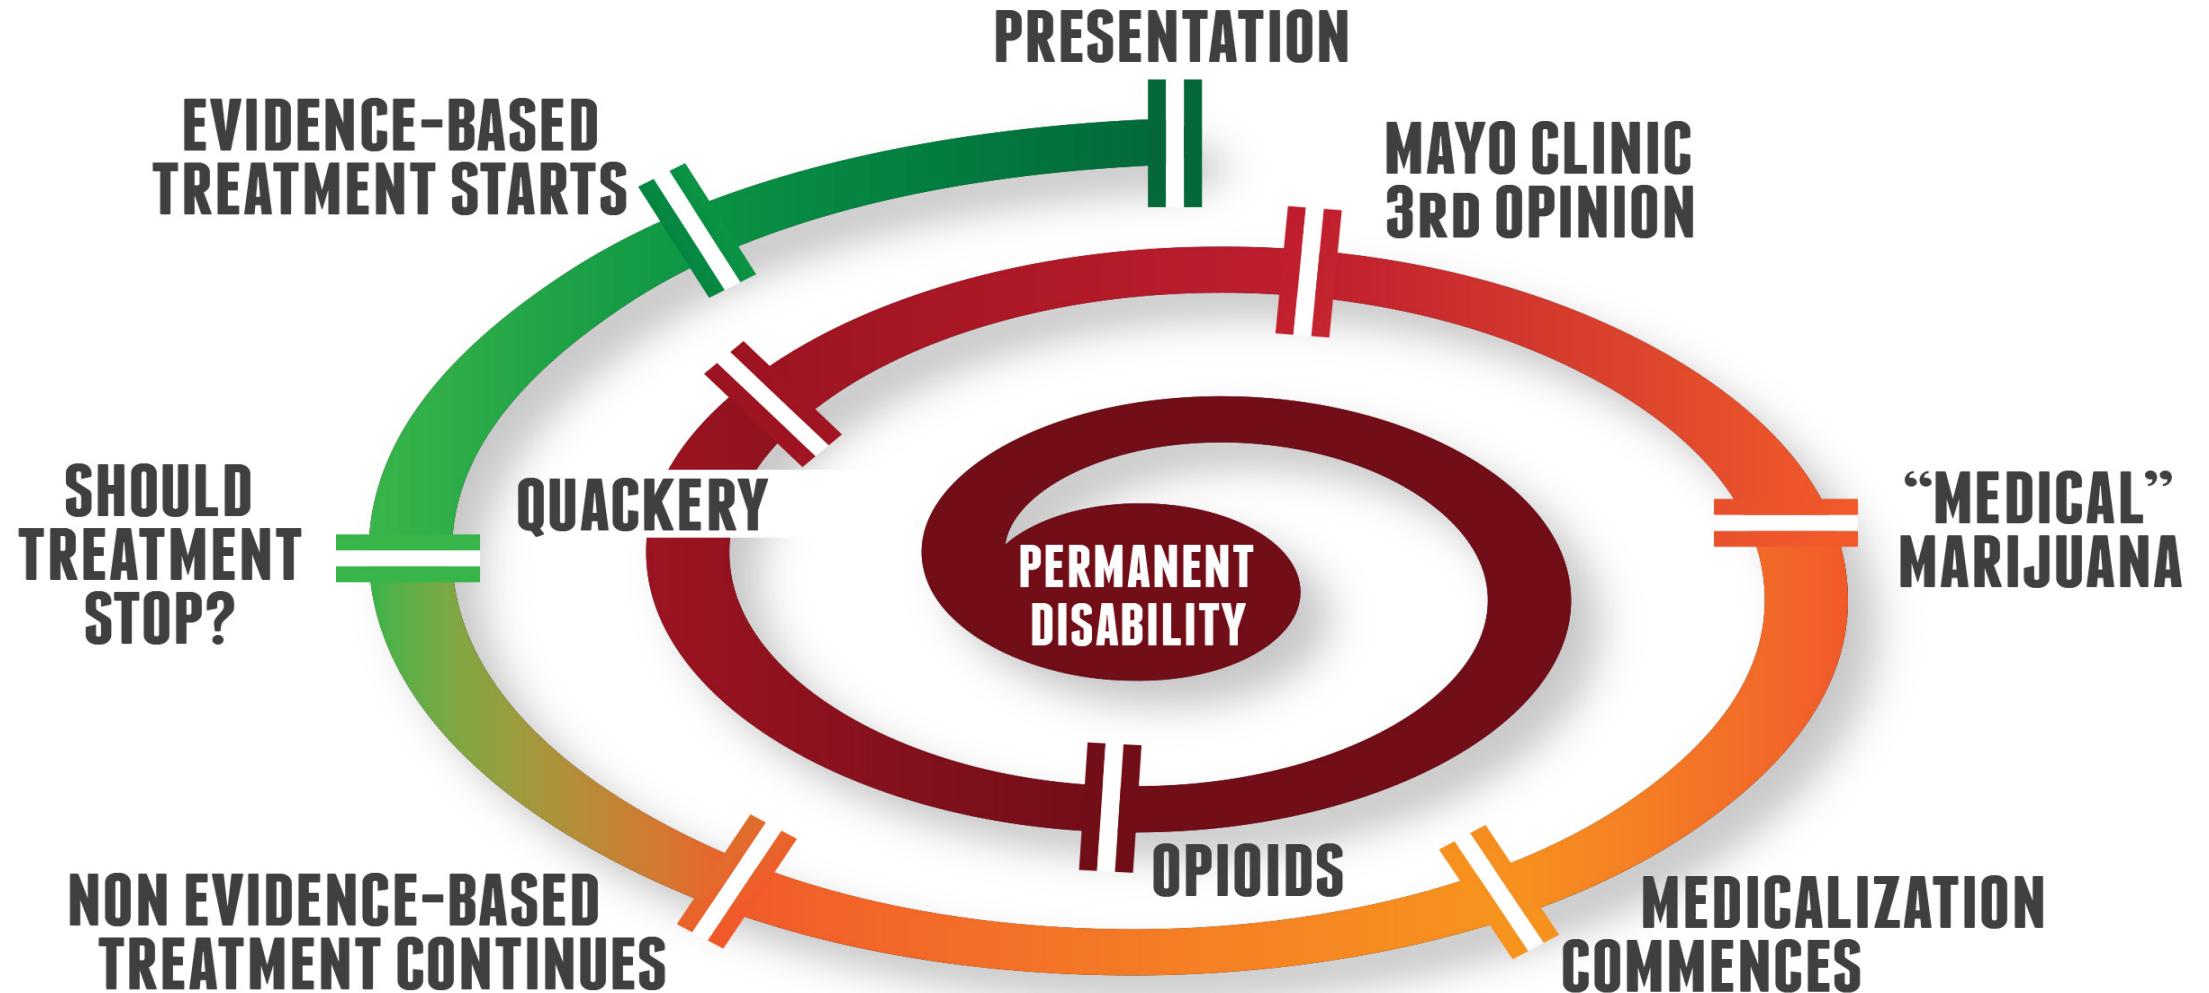 PRESENTATION
EVIDENCE-BASED
TREATMENT STARTS
SHOULD
TREATMENT
STOP?
NON EVIDENCE-BASED
TREATMENT CONTINUES
MEDICALIZATION
COMMENCES
“MEDICAL”
MARIJUANA
MAYO CLINIC
3RD OPINION
QUACKERY
OPIOIDS
PERMANENT
DISABILITY